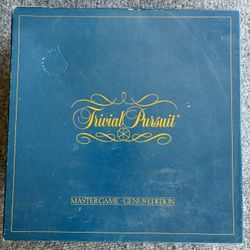 Trivial Pursuit®
MASTER GAME - GENUS EDITION